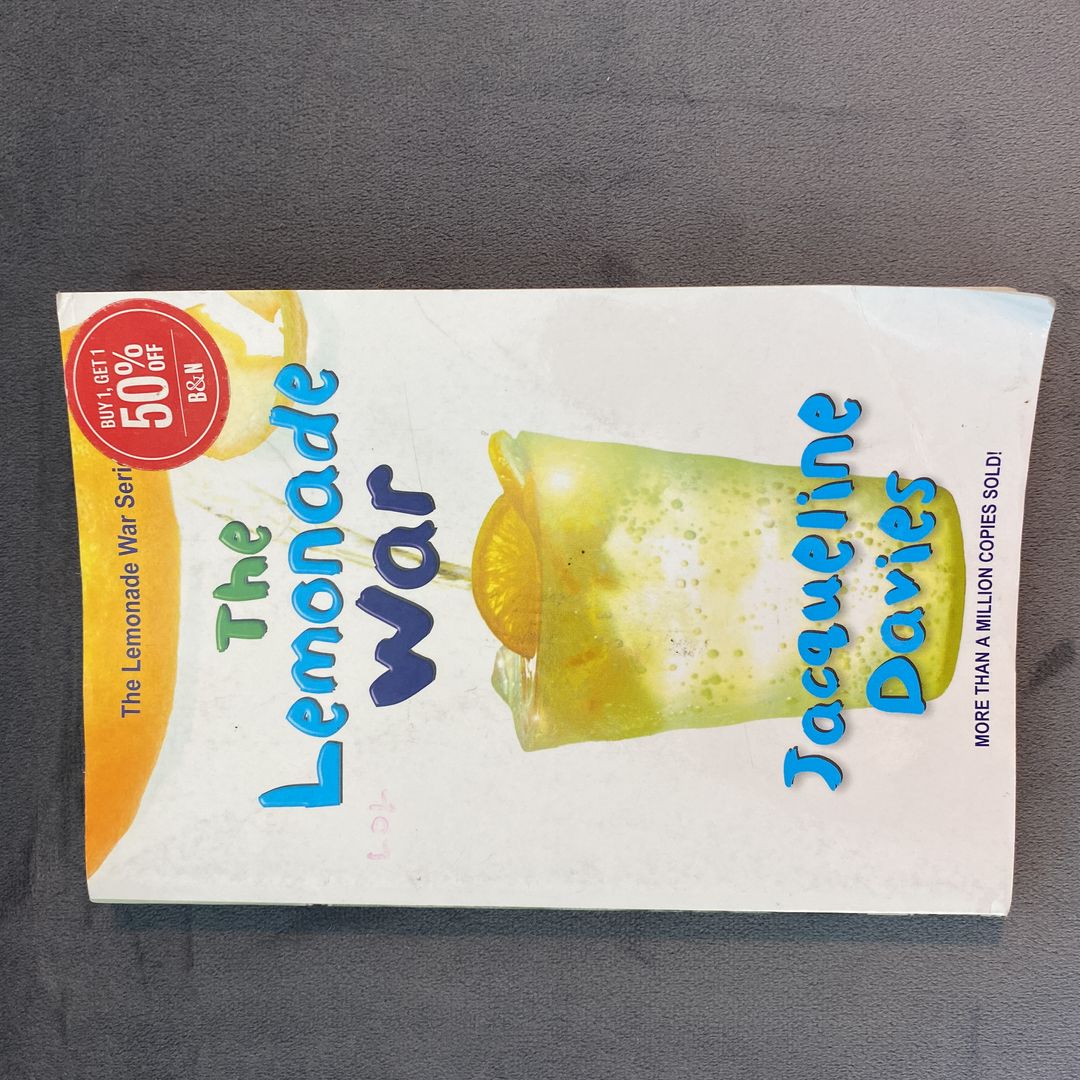 BUY 1, GET 1
50%
OFF
B&N
The Lemonade War Seri
The
Lemonade
War
LOL
Jacqueline
Davies
MORE THAN A MILLION COPIES SOLD!